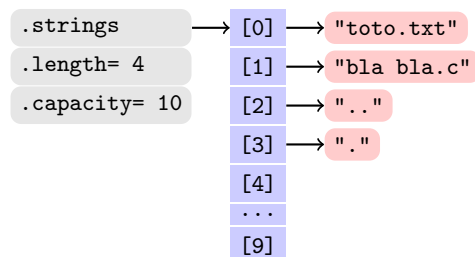 .strings [0] "toto.txt"
.length= 4 [1] "bla bla.c"
.capacity= 10 [2] ".."
[3] "."
[4]
...
[9]